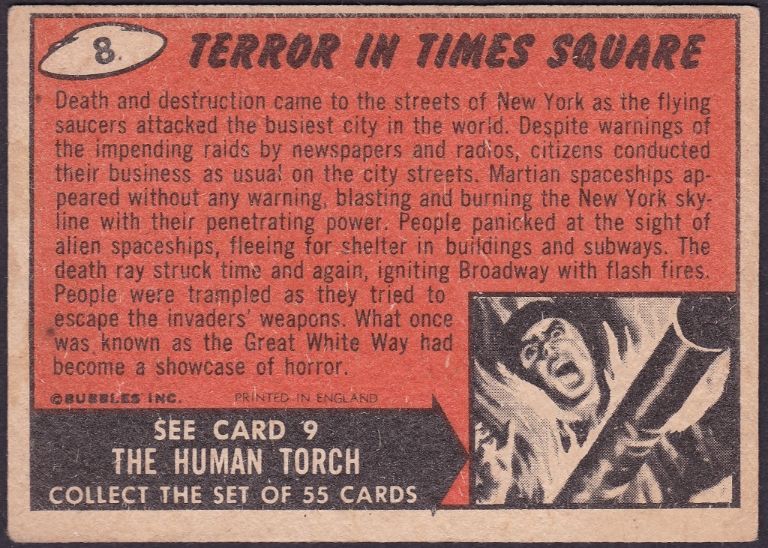 8
TERROR IN TIMES SQUARE
Death and destruction came to the streets of New York as the flying
saucers attacked the busiest city in the world. Despite warnings of
the impending raids by newspapers and radios, citizens conducted
their business as usual on the city streets. Martian spaceships ap-
peared without any warning, blasting and burning the New York sky-
line with their penetrating power. People panicked at the sight of
alien spaceships, fleeing for shelter in buildings and subways. The
death ray struck time and again, igniting Broadway with flash fires.
People were trampled as they tried to
escape the invaders' weapons. What once
was known as the Great White Way had
become a showcase of horror.
©BUBBLES INC. PRINTED IN ENGLAND
SEE CARD 9
THE HUMAN TORCH
COLLECT THE SET OF 55 CARDS